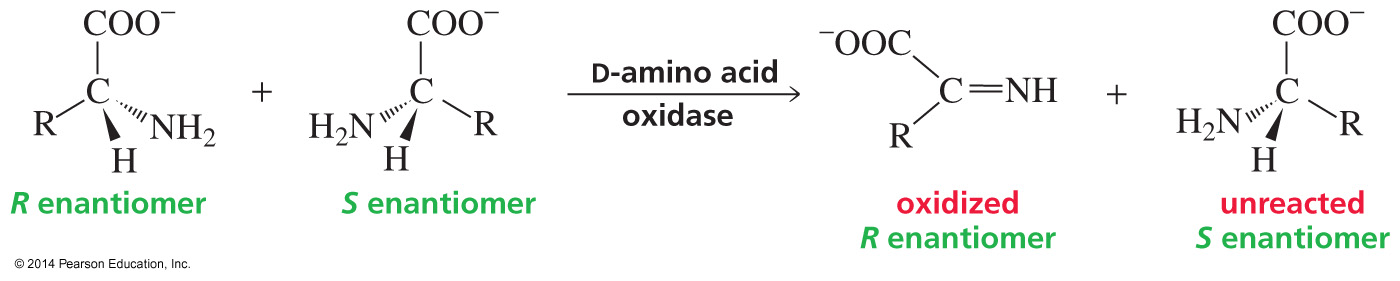 COO⁻
C
R
NH₂
H
+
COO⁻
C
H₂N
R
H
D-amino acid
oxidase
⁻OOC
C=NH
R
+
COO⁻
C
H₂N
R
H
R enantiomer
S enantiomer
oxidized
R enantiomer
unreacted
S enantiomer
© 2014 Pearson Education, Inc.